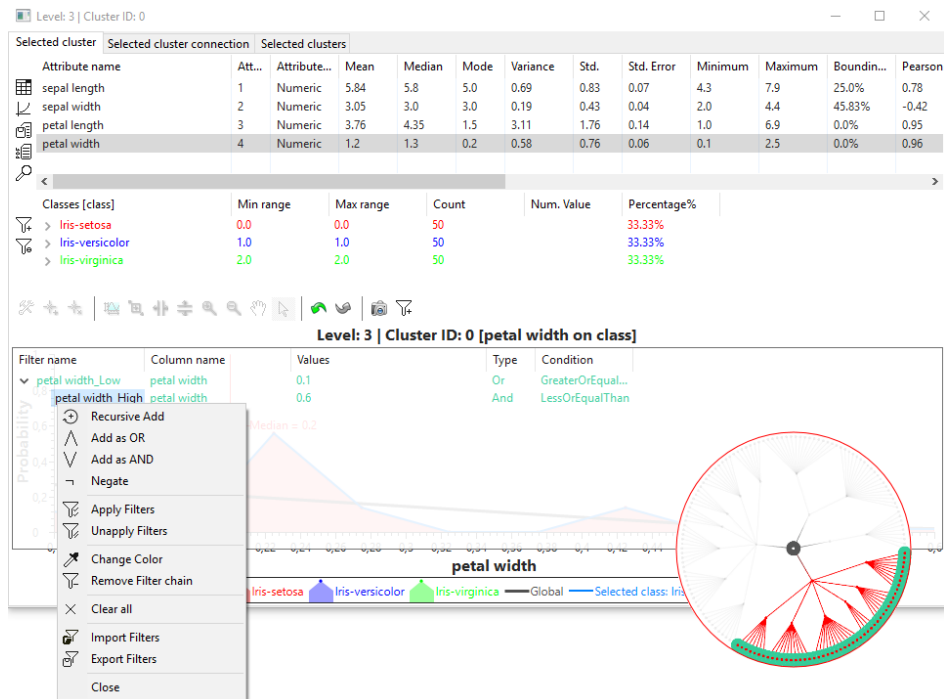 Level: 3 | Cluster ID: 0
Selected cluster Selected cluster connection Selected clusters
Attribute name Att... Attribute... Mean Median Mode Variance Std. Std. Error Minimum Maximum Boundin... Pearson
sepal length 1 Numeric 5.84 5.8 5.0 0.69 0.83 0.07 4.3 7.9 25.0% 0.78
sepal width 2 Numeric 3.05 3.0 3.0 0.19 0.43 0.04 2.0 4.4 45.83% -0.42
petal length 3 Numeric 3.76 4.35 1.5 3.11 1.76 0.14 1.0 6.9 0.0% 0.95
petal width 4 Numeric 1.2 1.3 0.2 0.58 0.76 0.06 0.1 2.5 0.0% 0.96
Classes [class] Min range Max range Count Num. Value Percentage%
Iris-setosa 0.0 0.0 50 33.33%
Iris-versicolor 1.0 1.0 50 33.33%
Iris-virginica 2.0 2.0 50 33.33%
Level: 3 | Cluster ID: 0 [petal width on class]
Filter name Column name Values Type Condition
petal width_Low petal width 0.1 Or GreaterOrEqual...
petal width_High petal width 0.6 And LessOrEqualThan
Recursive Add
Add as OR
Add as AND
Negate
Apply Filters
Unapply Filters
Change Color
Remove Filter chain
Clear all
Import Filters
Export Filters
Close
Probability
0,8
0,6
0,4
0,2
0
Median = 0.2
petal width
Iris-setosa Iris-versicolor Iris-virginica Global Selected class: Iris